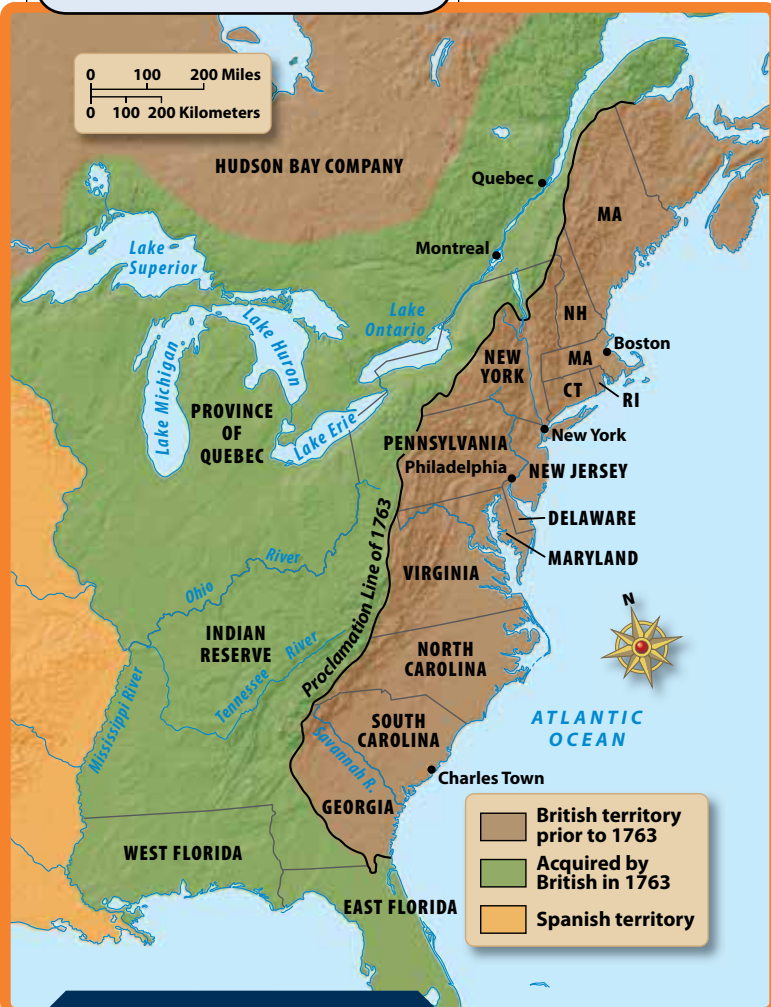 0 100 200 Miles
0 100 200 Kilometers
HUDSON BAY COMPANY
Quebec
MA
Lake
Superior
Montreal
Lake
Ontario
NH
Lake Huron
Lake Michigan
Boston
NEW
YORK
MA
CT
RI
PROVINCE
OF
QUEBEC
Lake Erie
New York
PENNSYLVANIA
Philadelphia
NEW JERSEY
DELAWARE
MARYLAND
Proclamation Line of 1763
VIRGINIA
Ohio River
N
INDIAN
RESERVE
Tennessee River
NORTH
CAROLINA
Mississippi River
SOUTH
CAROLINA
ATLANTIC
OCEAN
Savannah R.
Charles Town
GEORGIA
WEST FLORIDA
EAST FLORIDA
British territory
prior to 1763
Acquired by
British in 1763
Spanish territory